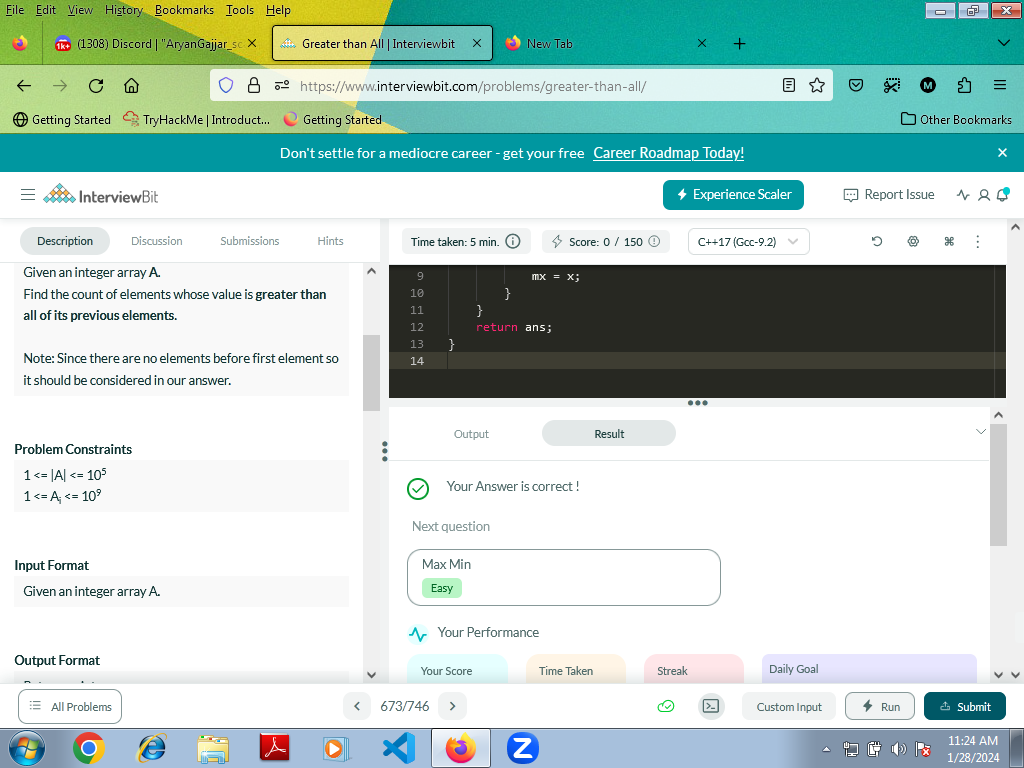 File Edit View History Bookmarks Tools Help
1K+ (1308) Discord | "AryanGajjar_sc
Greater than All | Interviewbit
New Tab
https://www.interviewbit.com/problems/greater-than-all/
M
Getting Started
TryHackMe | Introduct...
Getting Started
Other Bookmarks
Don't settle for a mediocre career - get your free Career Roadmap Today!
InterviewBit
Experience Scaler
Report Issue
Description
Discussion
Submissions
Hints
Time taken: 5 min.
Score: 0 / 150
C++17 (Gcc-9.2)
Given an integer array A.
Find the count of elements whose value is greater than
all of its previous elements.
Note: Since there are no elements before first element so
it should be considered in our answer.
Problem Constraints
1 <= |A| <= 10⁵
1 <= Aᵢ <= 10⁹
Input Format
Given an integer array A.
Output Format
9 mx = x;
10 }
11 }
12 return ans;
13 }
14
Output
Result
Your Answer is correct !
Next question
Max Min
Easy
Your Performance
Your Score
Time Taken
Streak
Daily Goal
All Problems
673/746
Custom Input
Run
Submit
11:24 AM
1/28/2024